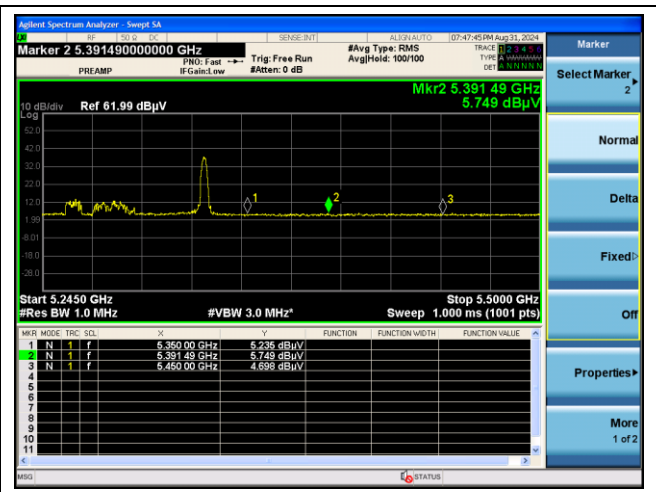 Agilent Spectrum Analyzer - Swept SA
RF 50 Ω DC SENSE:INT ALIGN AUTO 07:47:45 PM Aug 31, 2024
Marker 2 5.391490000000 GHz
PREAMP
PNO: Fast
IFGain:Low
Trig: Free Run
#Atten: 0 dB
#Avg Type: RMS
Avg|Hold: 100/100
TRACE 1 2 3 4 5 6
TYPE A
DET A N N N N N
Mkr2 5.391 49 GHz
5.749 dBµV
10 dB/div Ref 61.99 dBµV
Log
52.0
42.0
32.0
22.0
12.0
1.99
-8.01
-18.0
-28.0
1
2
3
Start 5.2450 GHz Stop 5.5000 GHz
#Res BW 1.0 MHz #VBW 3.0 MHz* Sweep 1.000 ms (1001 pts)
MKR MODE TRC SCL X Y FUNCTION FUNCTION WIDTH FUNCTION VALUE
1 N 1 f 5.350 00 GHz 5.235 dBµV
2 N 1 f 5.391 49 GHz 5.749 dBµV
3 N 1 f 5.450 00 GHz 4.698 dBµV
4
5
6
7
8
9
10
11
MSG STATUS
Marker
Select Marker
2
Normal
Delta
Fixed
Off
Properties
More
1 of 2